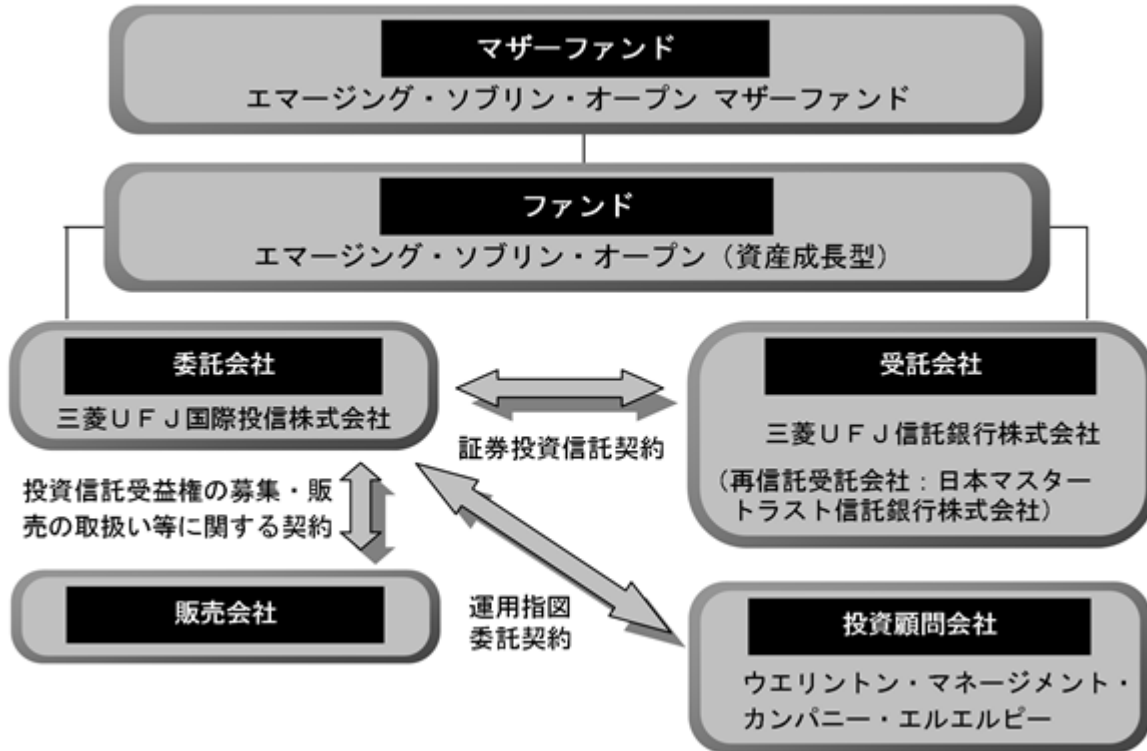 マザーファンド
エマージング・ソブリン・オープン マザーファンド
ファンド
エマージング・ソブリン・オープン（資産成長型）
委託会社
三菱ＵＦＪ国際投信株式会社
受託会社
三菱ＵＦＪ信託銀行株式会社
（再信託受託会社：日本マスター
トラスト信託銀行株式会社）
証券投資信託契約
投資信託受益権の募集・販
売の取扱い等に関する契約
販売会社
運用指図
委託契約
投資顧問会社
ウエリントン・マネージメント・
カンパニー・エルエルピー